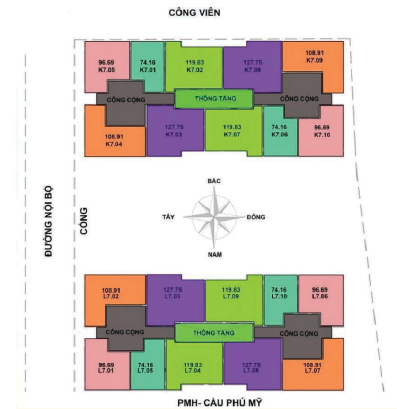 CÔNG VIÊN
96.69
K7.05
74.16
K7.01
119.83
K7.02
127.75
K7.08
108.91
K7.09
CÔNG CỘNG
THÔNG TẦNG
CÔNG CỘNG
108.91
K7.04
127.75
K7.03
119.83
K7.07
74.16
K7.06
96.69
K7.10
ĐƯỜNG NỘI BỘ
CÔNG
BẮC
TÂY
ĐÔNG
NAM
108.91
L7.02
127.75
L7.03
119.83
L7.09
74.16
L7.10
96.69
L7.06
CÔNG CỘNG
THÔNG TẦNG
CÔNG CỘNG
96.69
L7.01
74.16
L7.05
119.83
L7.04
127.75
L7.08
108.91
L7.07
PMH- CẦU PHÚ MỸ